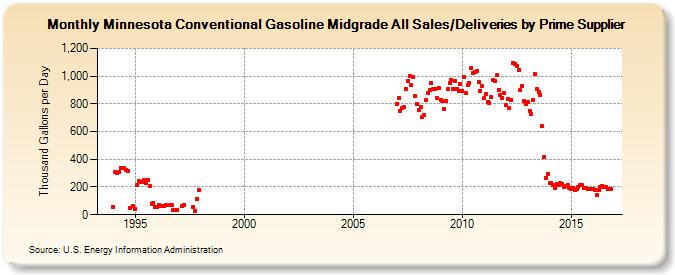 Monthly Minnesota Conventional Gasoline Midgrade All Sales/Deliveries by Prime Supplier
Thousand Gallons per Day
1,200
1,000
800
600
400
200
0
1995 2000 2005 2010 2015
Source: U.S. Energy Information Administration